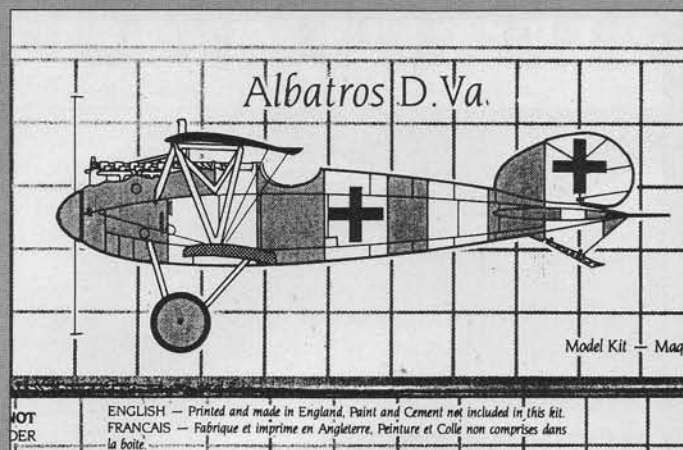 Albatros D.Va.
Model Kit — Maq
NOT
DER
ENGLISH — Printed and made in England, Paint and Cement not included in this kit.
FRANCAIS — Fabrique et imprime en Angleterre, Peinture et Colle non comprises dans
la boite.